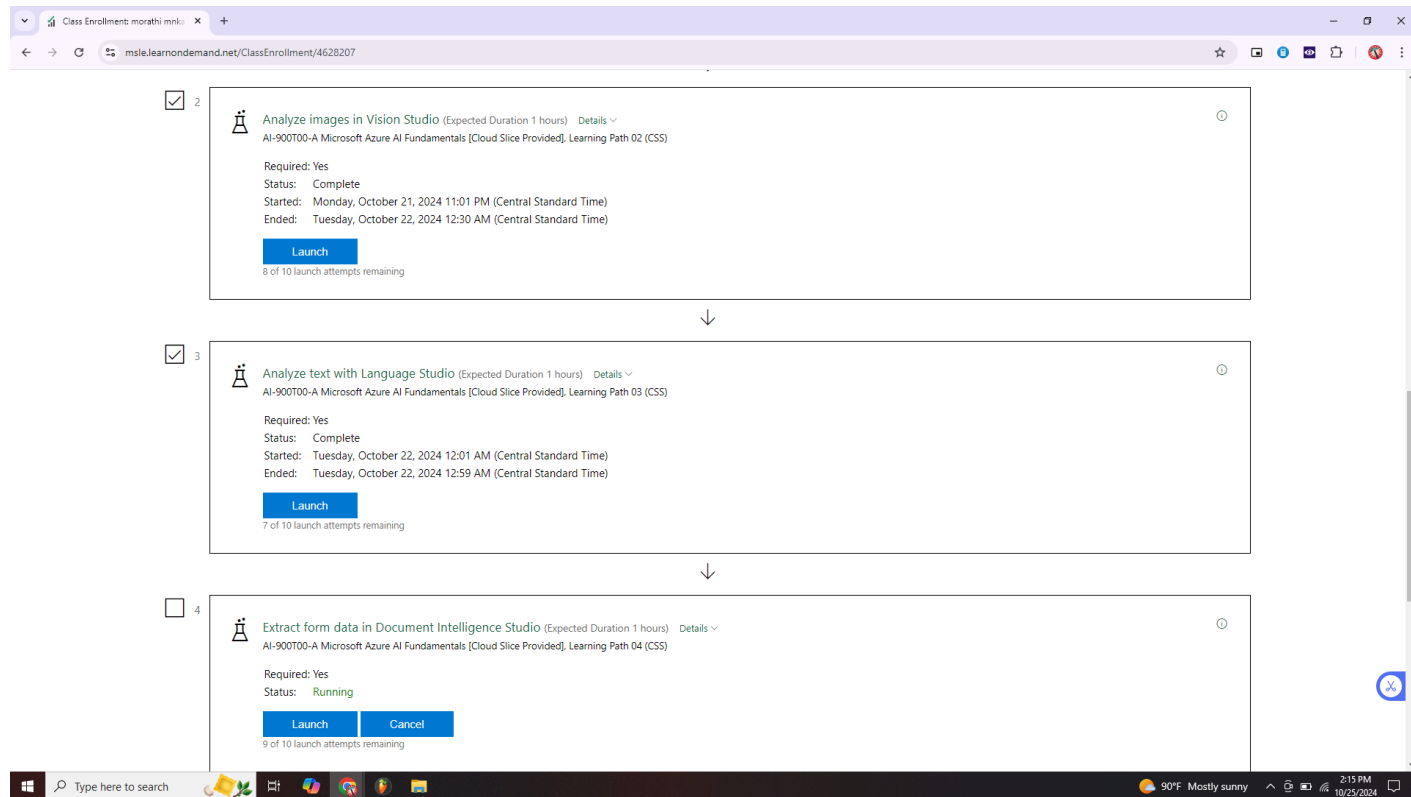 Class Enrollment: morathi mnk
msle.learnondemand.net/ClassEnrollment/4628207
2
Analyze images in Vision Studio (Expected Duration 1 hours) Details
AI-900T00-A Microsoft Azure AI Fundamentals [Cloud Slice Provided], Learning Path 02 (CSS)
Required: Yes
Status: Complete
Started: Monday, October 21, 2024 11:01 PM (Central Standard Time)
Ended: Tuesday, October 22, 2024 12:30 AM (Central Standard Time)
Launch
8 of 10 launch attempts remaining
3
Analyze text with Language Studio (Expected Duration 1 hours) Details
AI-900T00-A Microsoft Azure AI Fundamentals [Cloud Slice Provided], Learning Path 03 (CSS)
Required: Yes
Status: Complete
Started: Tuesday, October 22, 2024 12:01 AM (Central Standard Time)
Ended: Tuesday, October 22, 2024 12:59 AM (Central Standard Time)
Launch
7 of 10 launch attempts remaining
4
Extract form data in Document Intelligence Studio (Expected Duration 1 hours) Details
AI-900T00-A Microsoft Azure AI Fundamentals [Cloud Slice Provided], Learning Path 04 (CSS)
Required: Yes
Status: Running
Launch Cancel
9 of 10 launch attempts remaining
Type here to search
90°F Mostly sunny
2:15 PM
10/25/2024